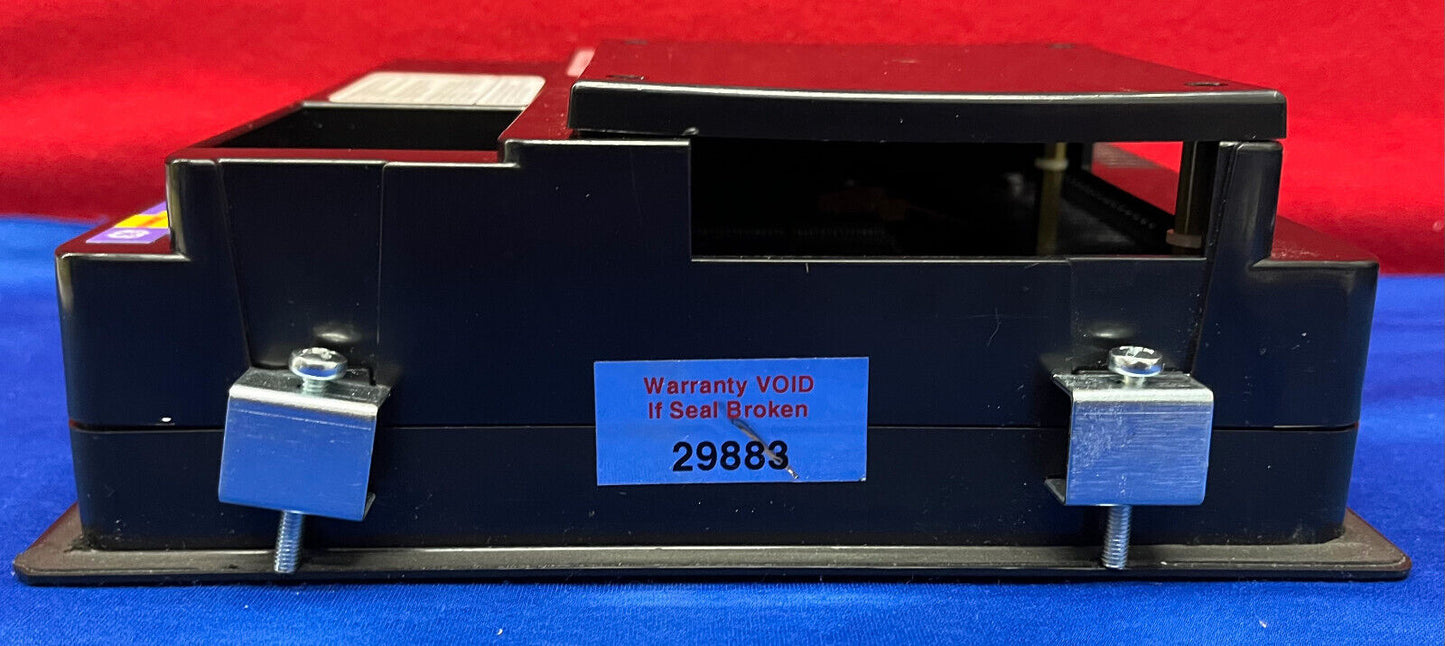 Warranty VOID
If Seal Broken
29883